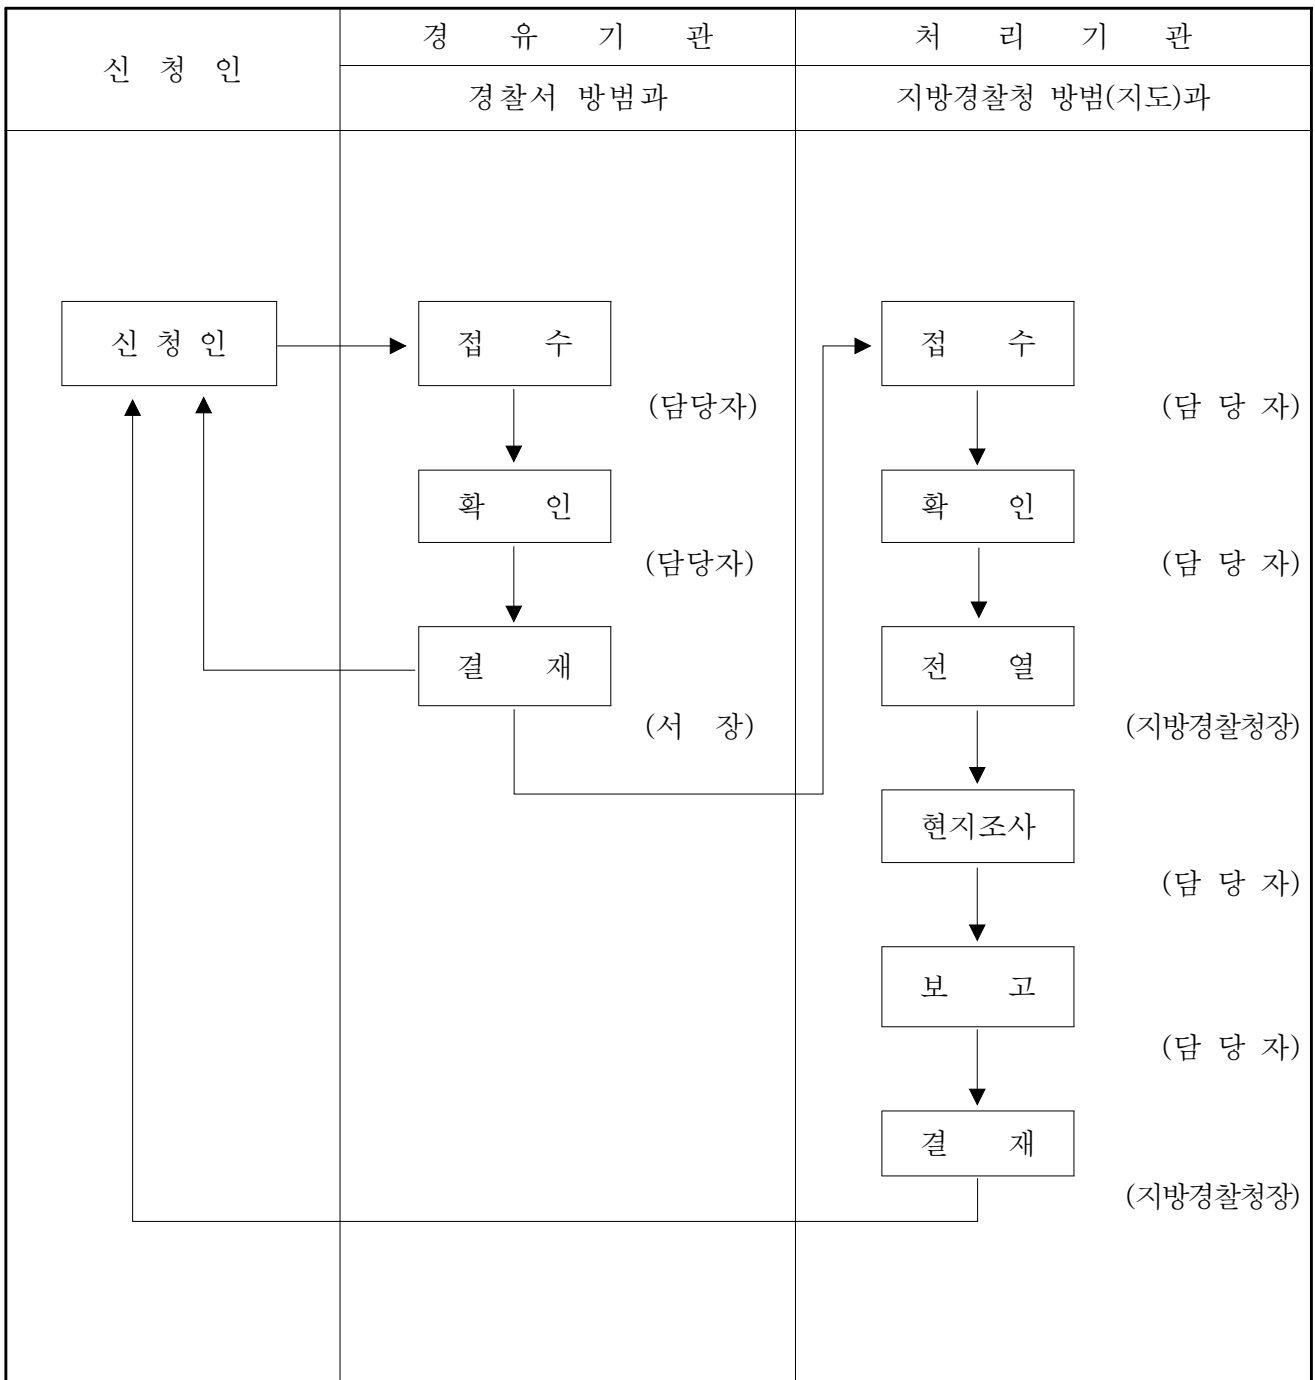 신 청 인
경 유 기 관
처 리 기 관
경찰서 방범과
지방경찰청 방범(지도)과
신 청 인
접 수
접 수
(담당자)
(담 당 자)
확 인
확 인
(담당자)
(담 당 자)
결 재
전 열
(서 장)
(지방경찰청장)
현지조사
(담 당 자)
보 고
(담 당 자)
결 재
(지방경찰청장)